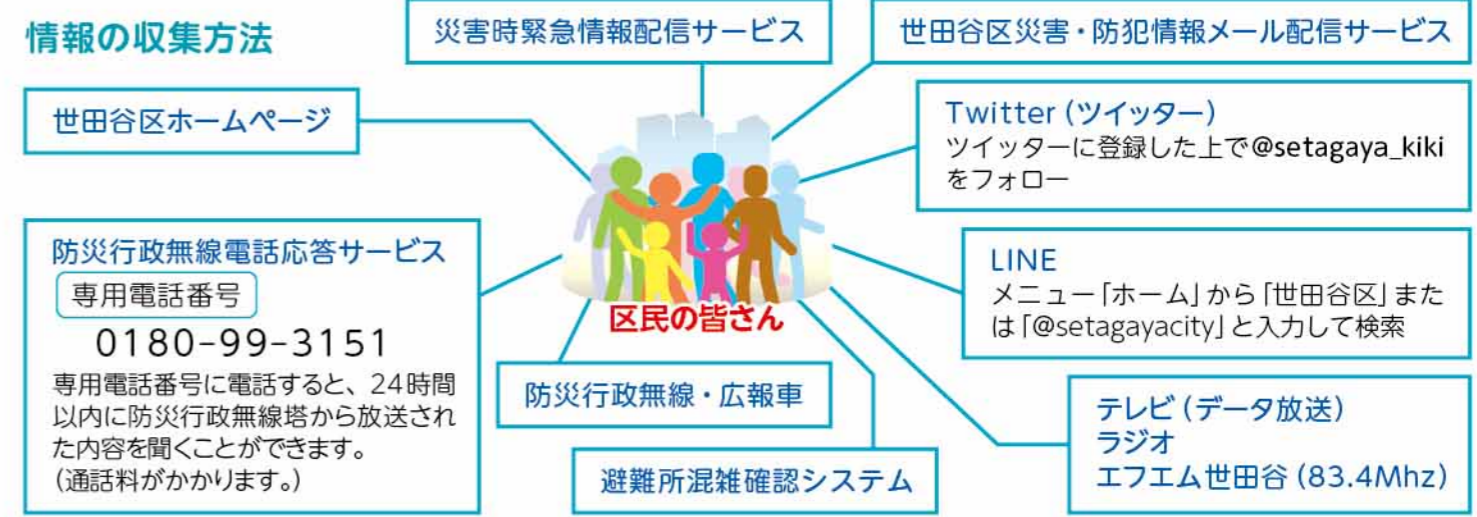 情報の収集方法
災害時緊急情報配信サービス
世田谷区災害・防犯情報メール配信サービス
世田谷区ホームページ
Twitter（ツイッター）
ツイッターに登録した上で@setagaya_kiki
をフォロー
防災行政無線電話応答サービス
専用電話番号
0180-99-3151
専用電話番号に電話すると、24時間
以内に防災行政無線塔から放送され
た内容を聞くことができます。
（通話料がかかります。）
LINE
メニュー「ホーム」から「世田谷区」また
は「@setagayacity」と入力して検索
区民の皆さん
防災行政無線・広報車
避難所混雑確認システム
テレビ（データ放送）
ラジオ
エフエム世田谷（83.4Mhz）